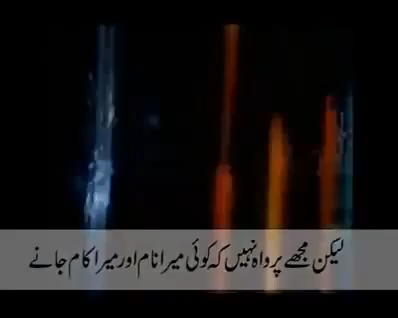 لیکن مجھے پرواہ نہیں کہ کوئی میرا نام اور میرا کام جانے